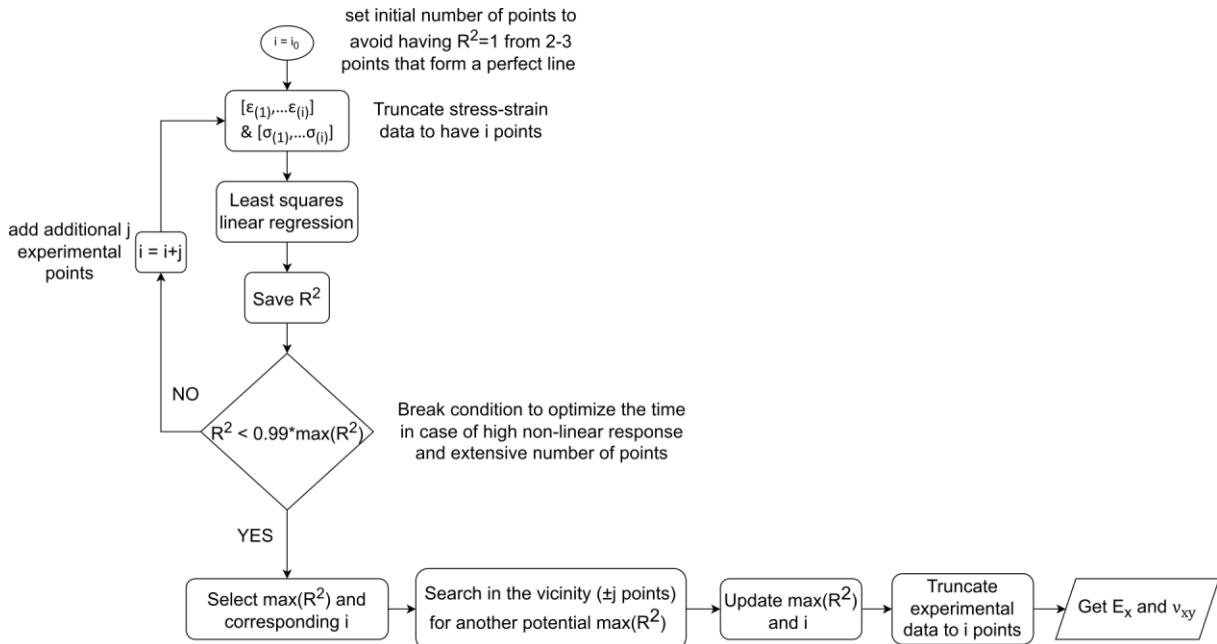 i = i₀
set initial number of points to
avoid having R²=1 from 2-3
points that form a perfect line
[ε₍₁₎,...ε₍ᵢ₎]
& [σ₍₁₎,...σ₍ᵢ₎]
Truncate stress-strain
data to have i points
Least squares
linear regression
add additional j
experimental
points
i = i+j
Save R²
NO
R² < 0.99*max(R²)
Break condition to optimize the time
in case of high non-linear response
and extensive number of points
YES
Select max(R²) and
corresponding i
Search in the vicinity (±j points)
for another potential max(R²)
Update max(R²)
and i
Truncate
experimental
data to i points
Get Eₓ and ν_xy